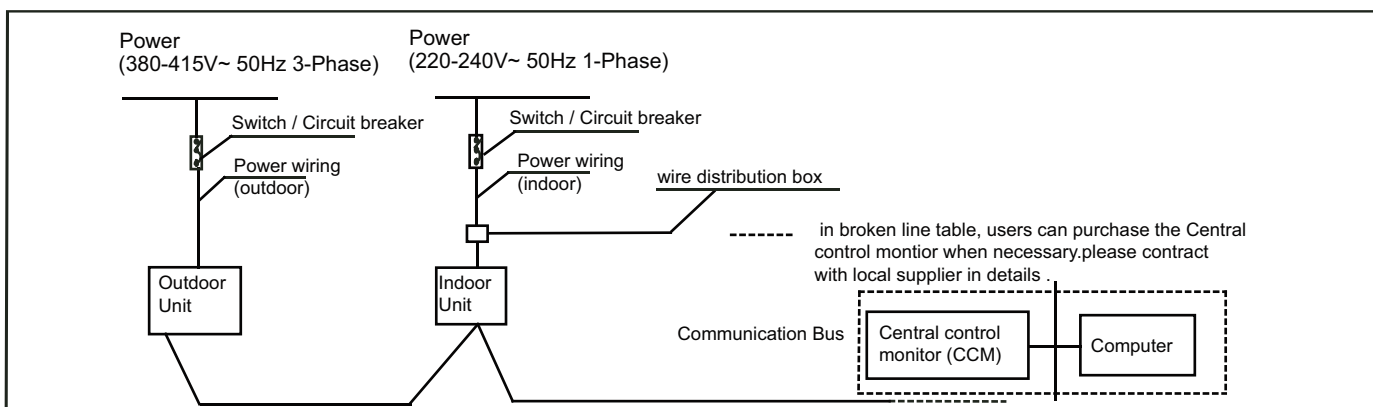 Power
(380-415V~ 50Hz 3-Phase)
Power
(220-240V~ 50Hz 1-Phase)
Switch / Circuit breaker
Switch / Circuit breaker
Power wiring
(outdoor)
Power wiring
(indoor)
wire distribution box
in broken line table, users can purchase the Central
control montior when necessary.please contract
with local supplier in details .
Outdoor
Unit
Indoor
Unit
Communication Bus
Central control
monitor (CCM)
Computer